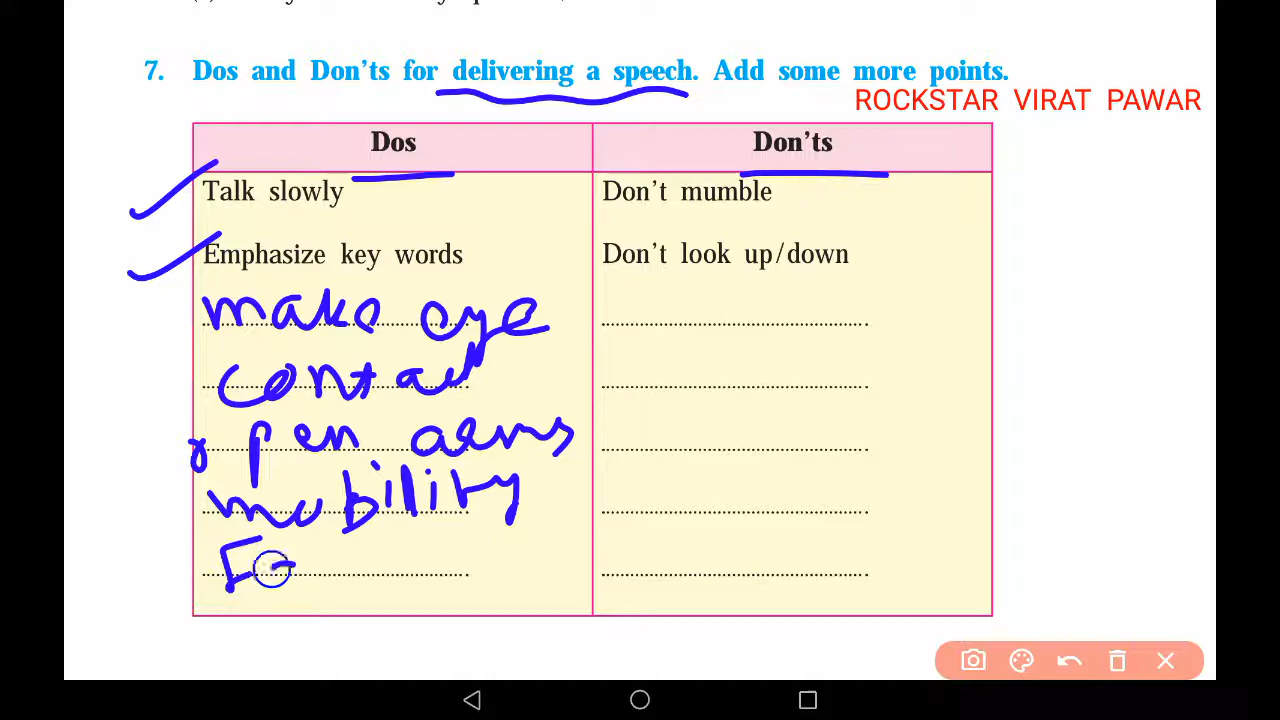 7. Dos and Don'ts for delivering a speech. Add some more points.
ROCKSTAR VIRAT PAWAR
Dos Don'ts
Talk slowly Don't mumble
Emphasize key words Don't look up/down
make eye
contact
open arms
mobility